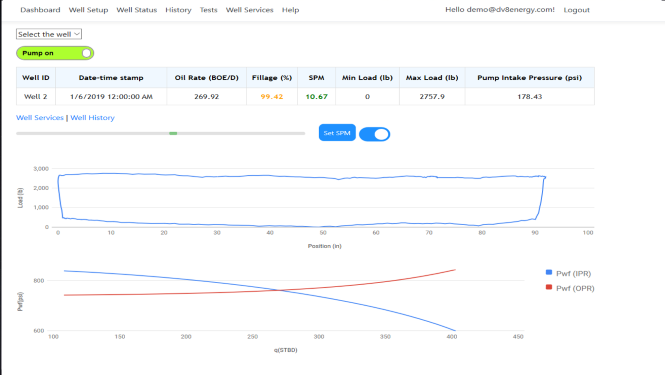 Dashboard Well Setup Well Status History Tests Well Services Help Hello demo@dv8energy.com! Logout
Select the well
Pump on
Well ID Date-time stamp Oil Rate (BOE/D) Fillage (%) SPM Min Load (lb) Max Load (lb) Pump Intake Pressure (psi)
Well 2 1/6/2019 12:00:00 AM 269.92 99.42 10.67 0 2757.9 178.43
Well Services | Well History
Set SPM
3,000
2,000
1,000
0
Load (lb)
0 10 20 30 40 50 60 70 80 90 100
Position (in)
800
600
Pwf(psi)
Pwf (IPR)
Pwf (OPR)
100 150 200 250 300 350 400 450
q(STBD)